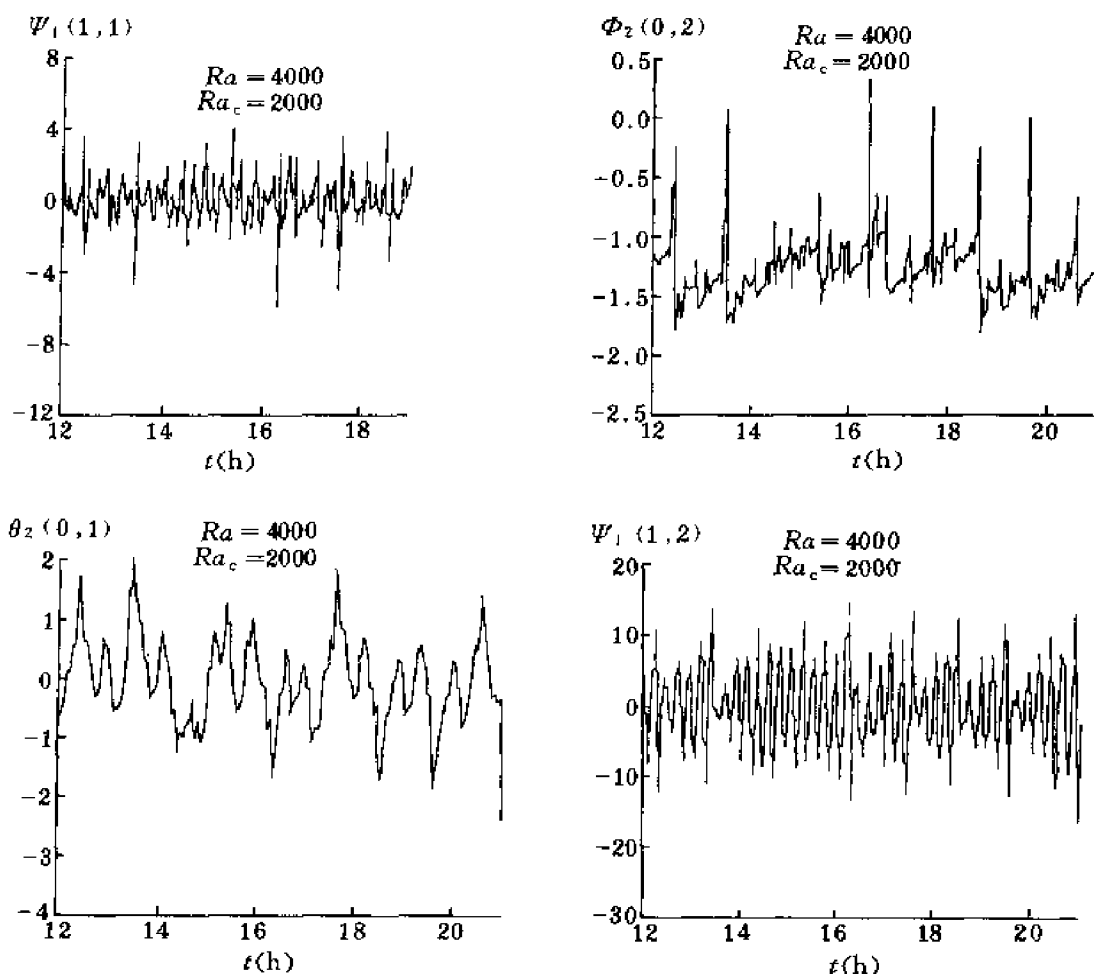 Ψ₁(1,1)
Ra = 4000
Ra_c = 2000
8
4
0
-4
-8
-12
12 14 16 18
t(h)
Φ₂(0,2)
Ra = 4000
Ra_c = 2000
0.5
0.0
-0.5
-1.0
-1.5
-2.0
-2.5
12 14 16 18 20
t(h)
θ₂(0,1)
Ra = 4000
Ra_c = 2000
2
1
0
-1
-2
-3
-4
12 14 16 18 20
t(h)
Ψ₁(1,2)
Ra = 4000
Ra_c = 2000
20
10
0
-10
-20
-30
12 14 16 18 20
t(h)